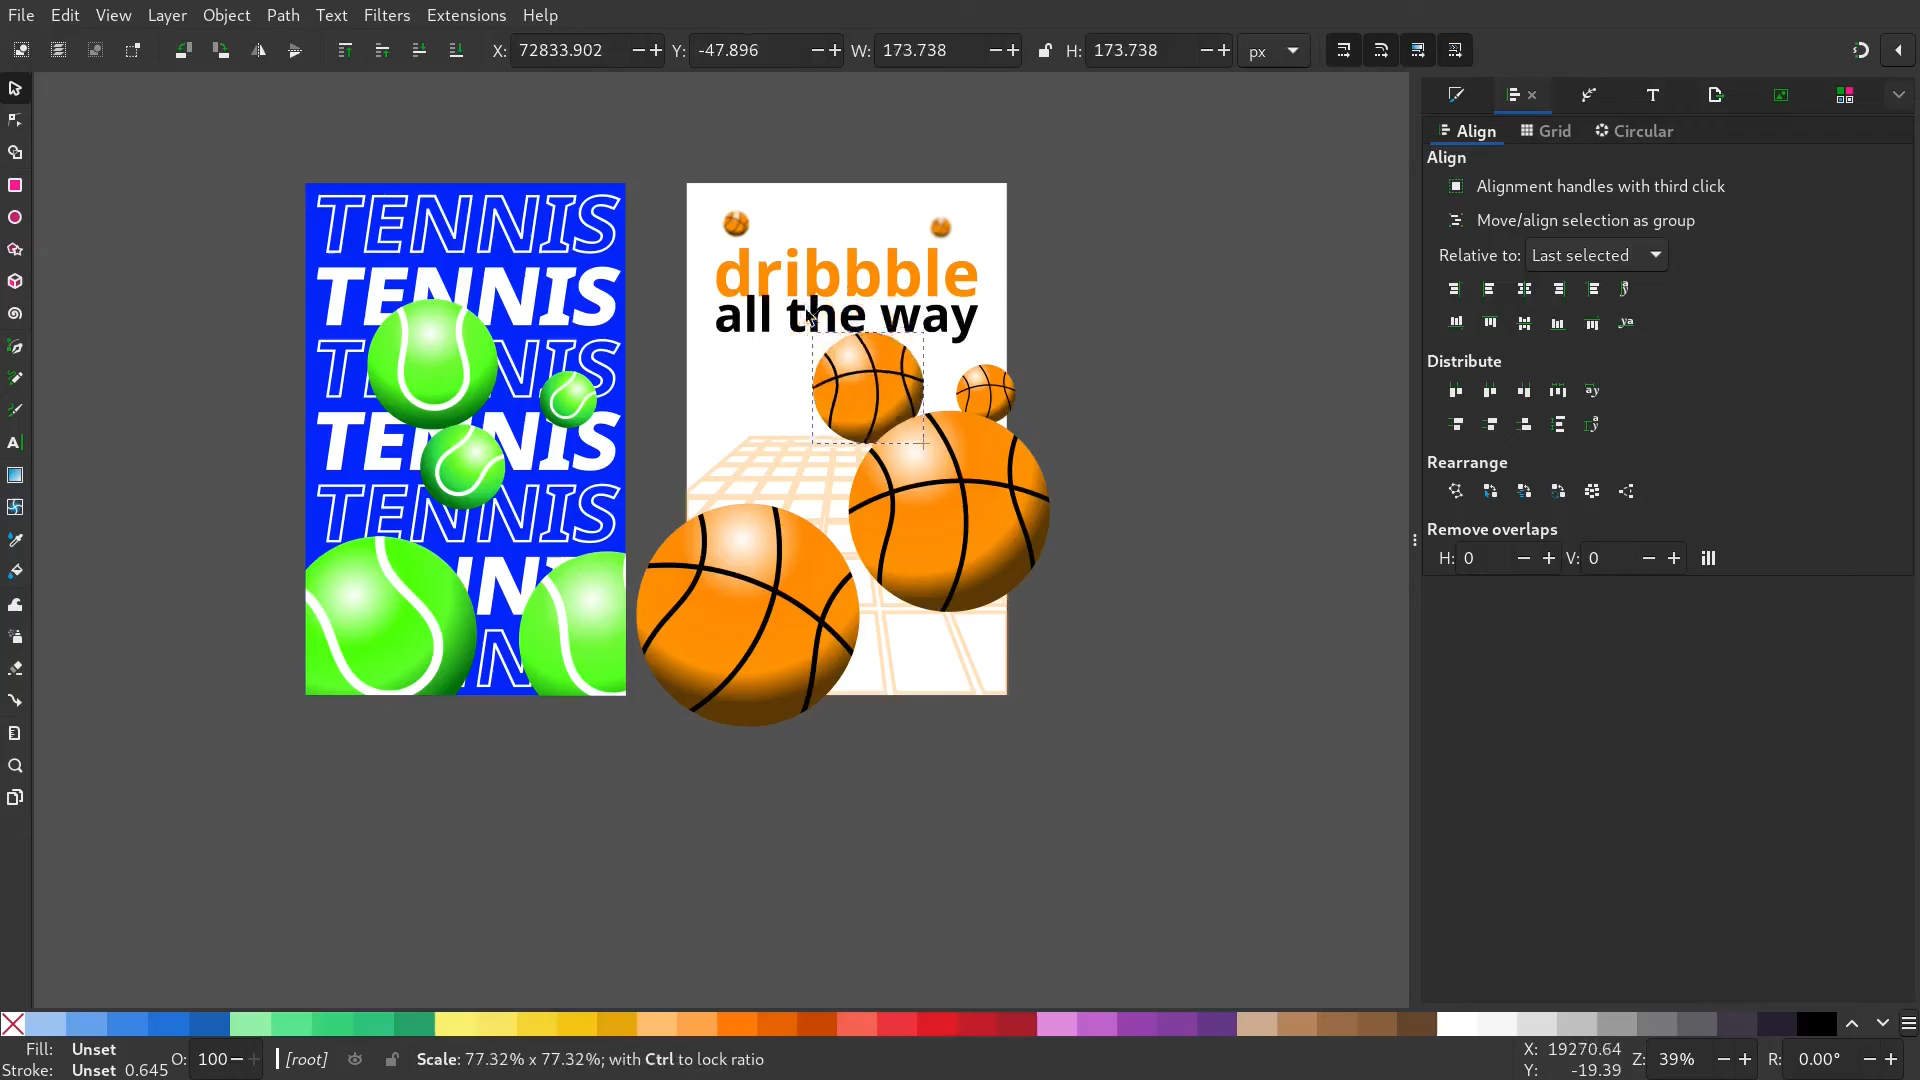 File Edit View Layer Object Path Text Filters Extensions Help
X: 72833.902 Y: -47.896 W: 173.738 H: 173.738 px
Align Grid Circular
Align
Alignment handles with third click
Move/align selection as group
Relative to: Last selected
Distribute
Rearrange
Remove overlaps
H: 0 V: 0
TENNIS
TENNIS
TENNIS
TENNIS
TENNIS
dribbble
all the way
Fill: Unset
Stroke: Unset 0.645
O: 100
[root]
Scale: 77.32% x 77.32%; with Ctrl to lock ratio
X: 19270.64
Y: -19.39
Z: 39%
R: 0.00°